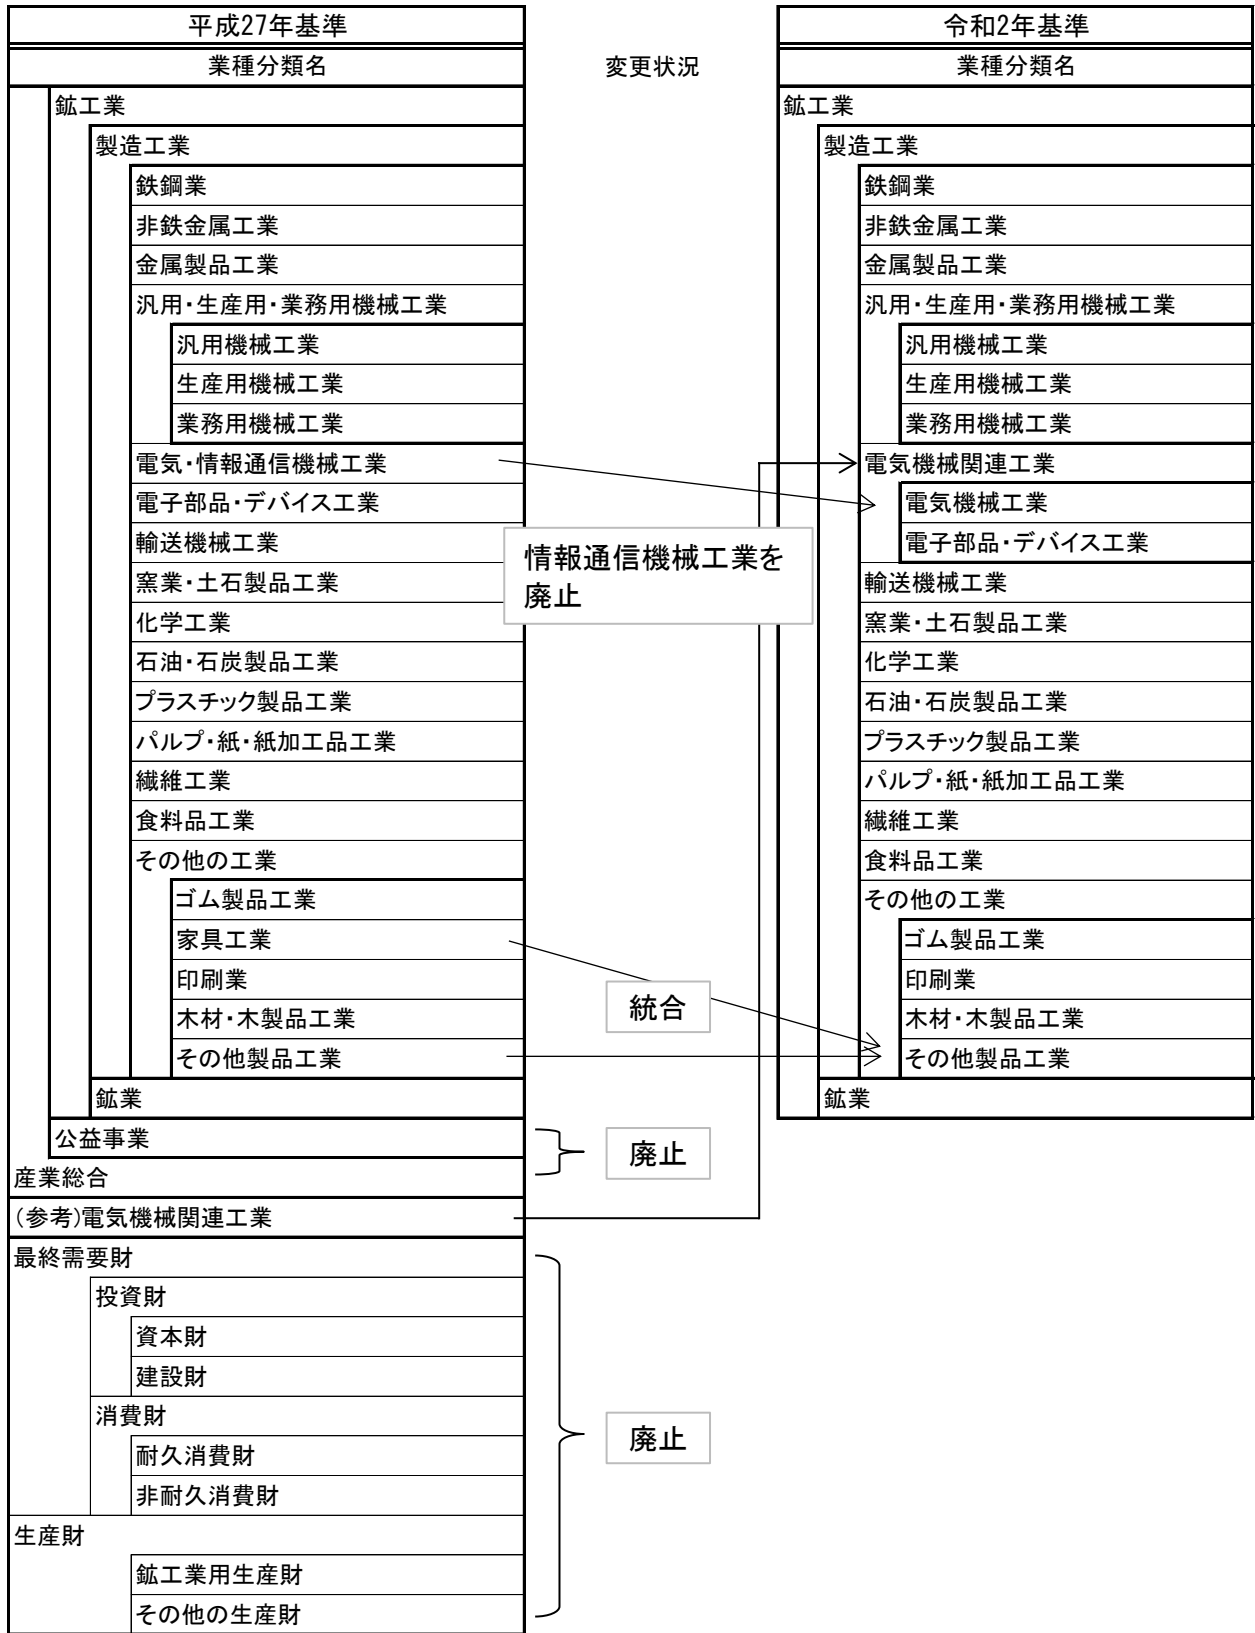 平成27年基準
業種分類名
鉱工業
製造工業
鉄鋼業
非鉄金属工業
金属製品工業
汎用・生産用・業務用機械工業
汎用機械工業
生産用機械工業
業務用機械工業
電気・情報通信機械工業
電子部品・デバイス工業
輸送機械工業
窯業・土石製品工業
化学工業
石油・石炭製品工業
プラスチック製品工業
パルプ・紙・紙加工品工業
繊維工業
食料品工業
その他の工業
ゴム製品工業
家具工業
印刷業
木材・木製品工業
その他製品工業
鉱業
公益事業
産業総合
(参考)電気機械関連工業
最終需要財
投資財
資本財
建設財
消費財
耐久消費財
非耐久消費財
生産財
鉱工業用生産財
その他の生産財
変更状況
情報通信機械工業を
廃止
統合
廃止
廃止
令和2年基準
業種分類名
鉱工業
製造工業
鉄鋼業
非鉄金属工業
金属製品工業
汎用・生産用・業務用機械工業
汎用機械工業
生産用機械工業
業務用機械工業
電気機械関連工業
電気機械工業
電子部品・デバイス工業
輸送機械工業
窯業・土石製品工業
化学工業
石油・石炭製品工業
プラスチック製品工業
パルプ・紙・紙加工品工業
繊維工業
食料品工業
その他の工業
ゴム製品工業
印刷業
木材・木製品工業
その他製品工業
鉱業